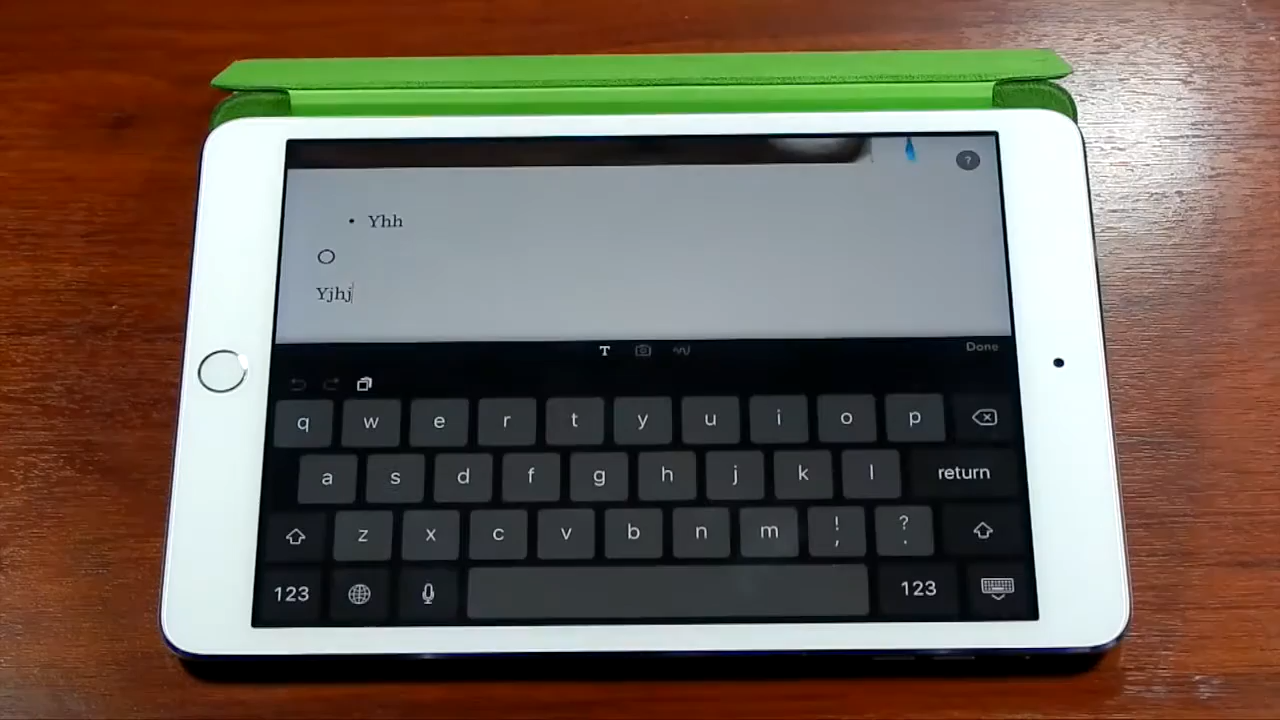 ?
• Yhh
Yjhj
T
Done
q w e r t y u i o p
a s d f g h j k l return
z x c v b n m ! , ? .
123 123